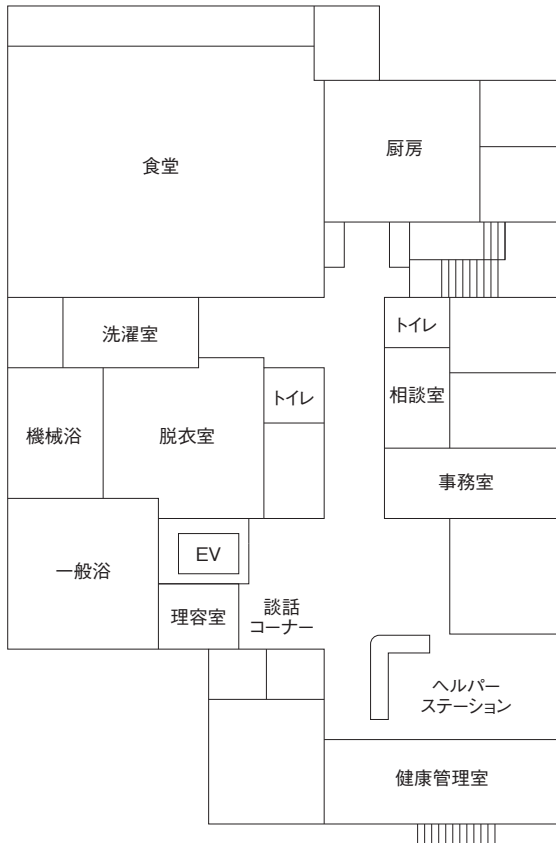 厨房
食堂
トイレ
洗濯室
相談室
トイレ
機械浴
脱衣室
事務室
EV
一般浴
理容室
談話
コーナー
ヘルパー
ステーション
健康管理室